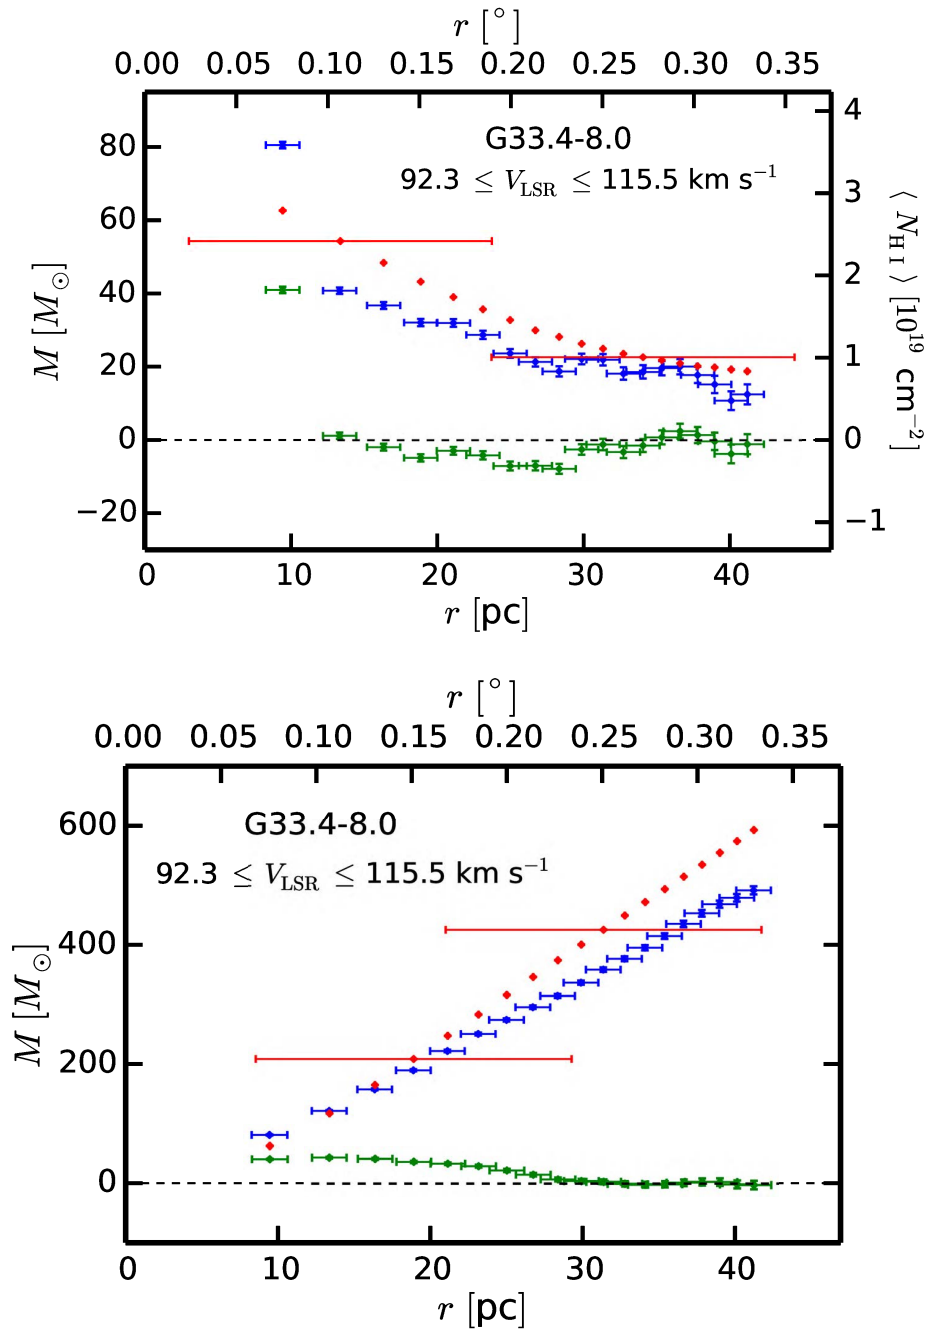 r [°]
0.00 0.05 0.10 0.15 0.20 0.25 0.30 0.35
G33.4-8.0
92.3 ≤ V_LSR ≤ 115.5 km s⁻¹
80
60
40
20
0
−20
M [M⊙]
4
3
2
1
0
−1
⟨ N_H I ⟩ [10¹⁹ cm⁻²]
0 10 20 30 40
r [pc]
r [°]
0.00 0.05 0.10 0.15 0.20 0.25 0.30 0.35
G33.4-8.0
92.3 ≤ V_LSR ≤ 115.5 km s⁻¹
600
400
200
0
M [M⊙]
0 10 20 30 40
r [pc]